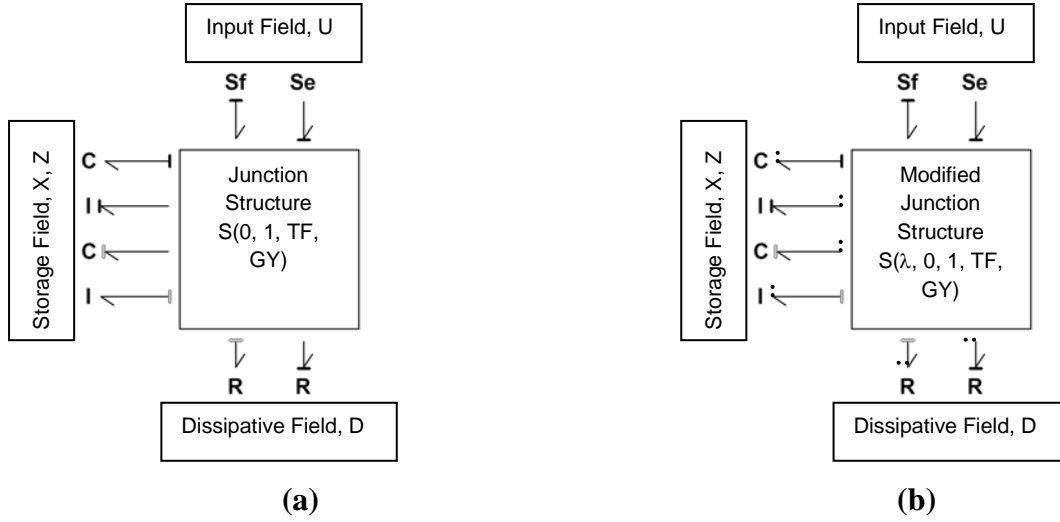 Input Field, U
Sf Se
Storage Field, X, Z
C
I
C
I
Junction
Structure
S(0, 1, TF,
GY)
R R
Dissipative Field, D
(a)
Input Field, U
Sf Se
Storage Field, X, Z
C
I
C
I
Modified
Junction
Structure
S(λ, 0, 1, TF,
GY)
R R
Dissipative Field, D
(b)